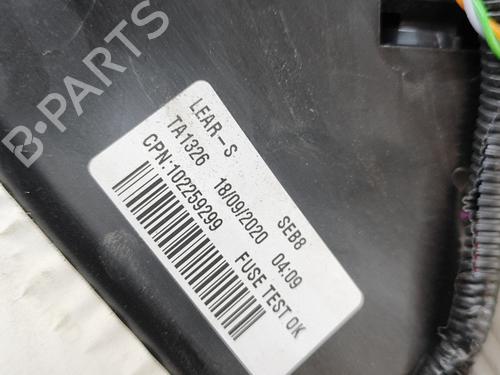 B-PARTS
LEAR-S SEB8
TA1326 18/09/2020 04:09
CPN:102259299 FUSE TEST OK